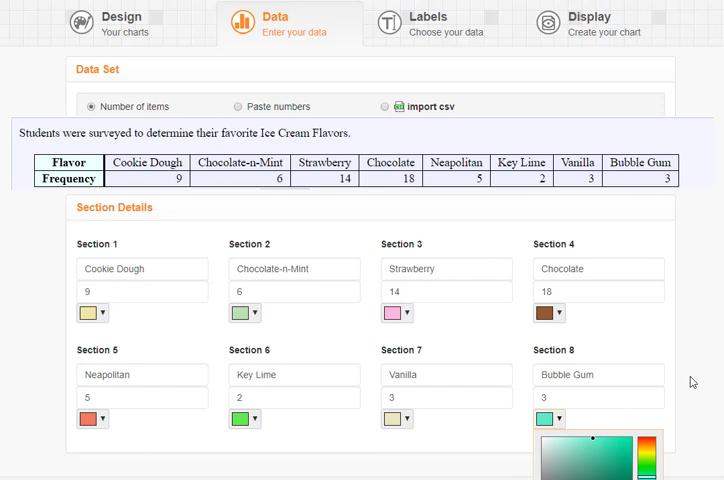 Design Data Labels Display
Your charts Enter your data Choose your data Create your chart
Data Set
Number of items Paste numbers import csv
Students were surveyed to determine their favorite Ice Cream Flavors.
Flavor Cookie Dough Chocolate-n-Mint Strawberry Chocolate Neapolitan Key Lime Vanilla Bubble Gum
Frequency 9 6 14 18 5 2 3 3
Section Details
Section 1 Section 2 Section 3 Section 4
Cookie Dough Chocolate-n-Mint Strawberry Chocolate
9 6 14 18
Section 5 Section 6 Section 7 Section 8
Neapolitan Key Lime Vanilla Bubble Gum
5 2 3 3